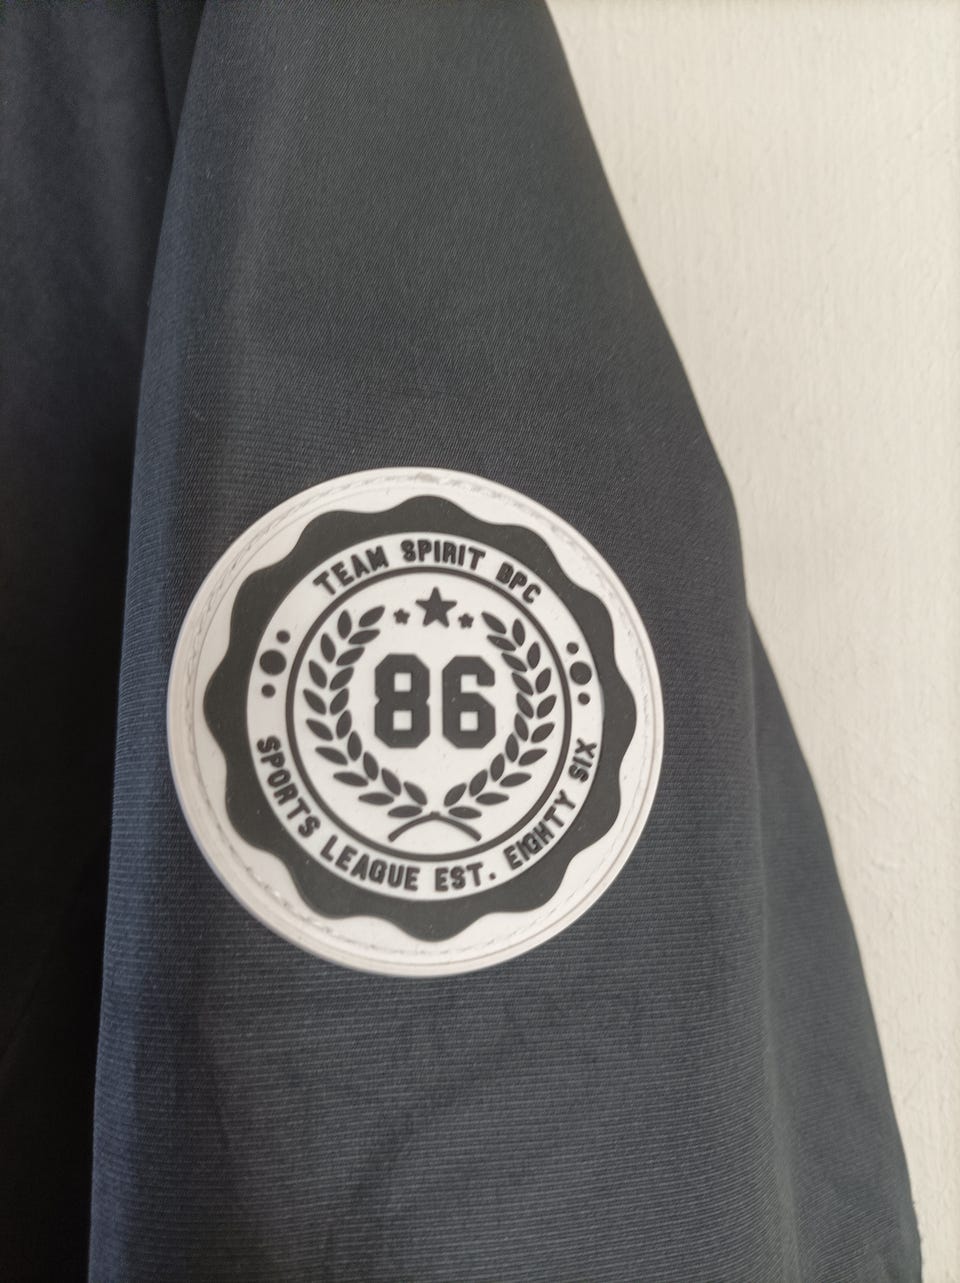 TEAM SPIRIT BPC
86
SPORTS LEAGUE EST. EIGHTY SIX